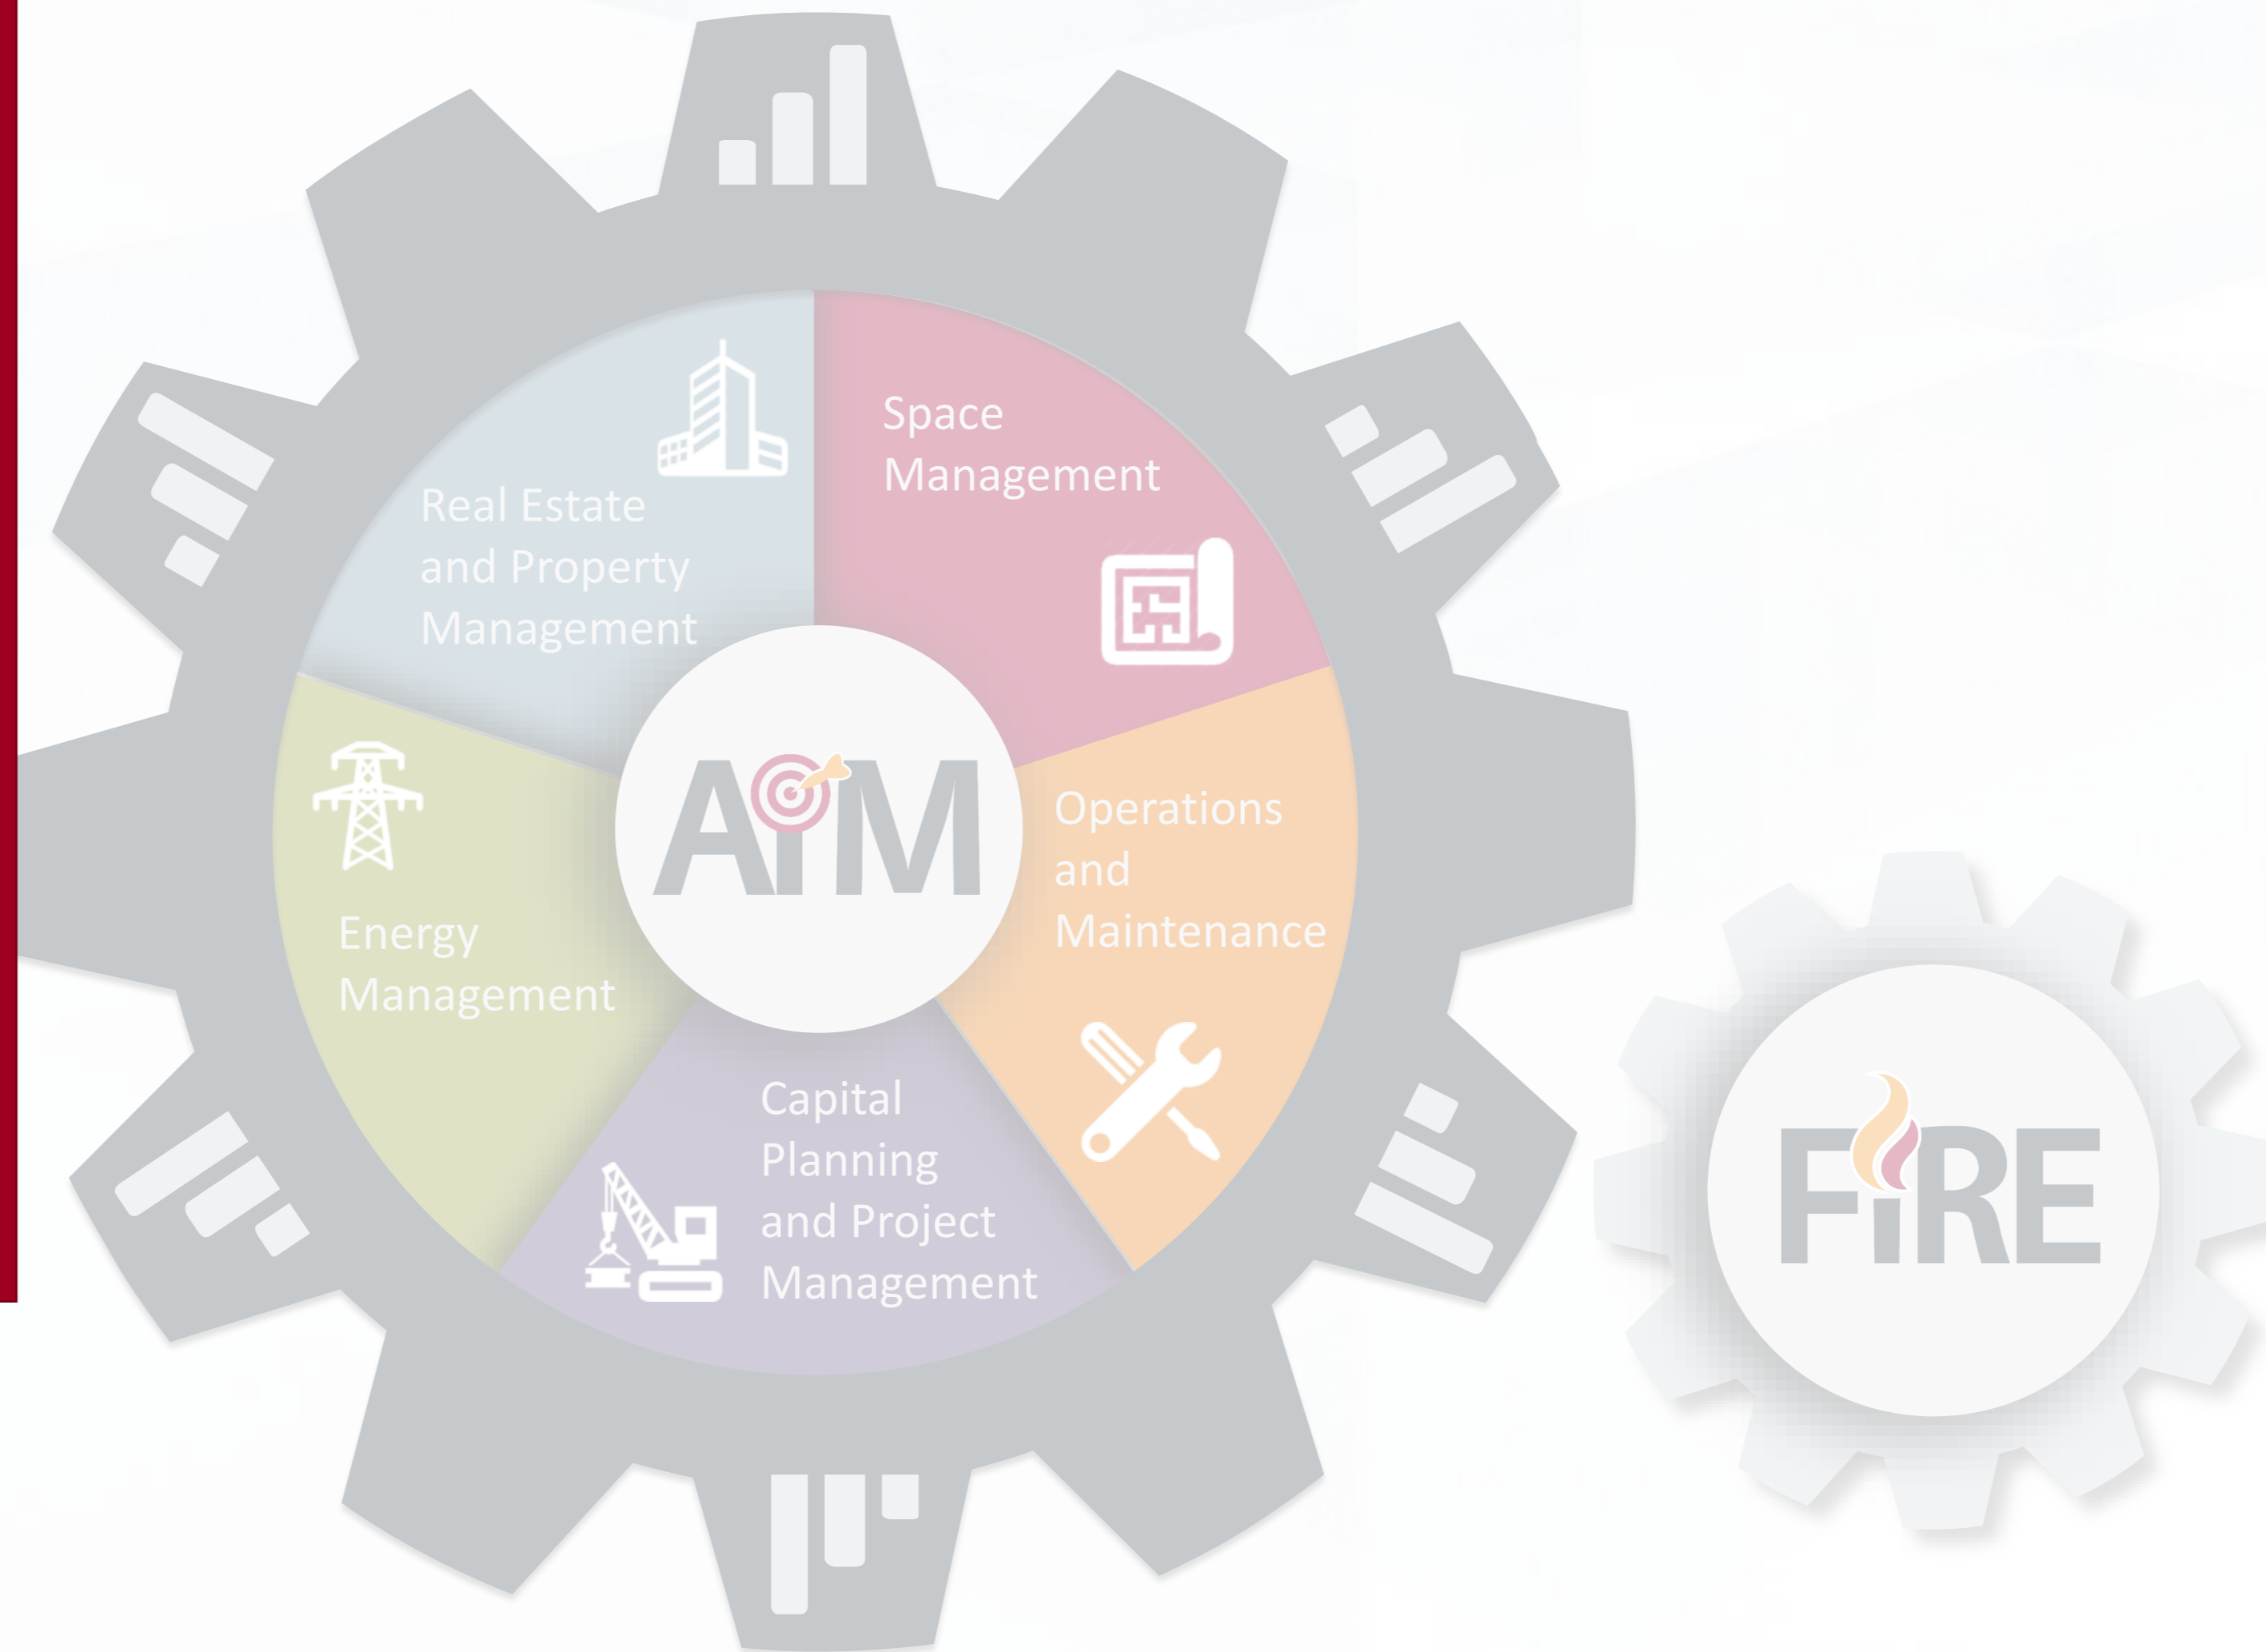 Space
Management
Real Estate
and Property
Management
AiM
Operations
and
Maintenance
Energy
Management
Capital
Planning
and Project
Management
FiRE